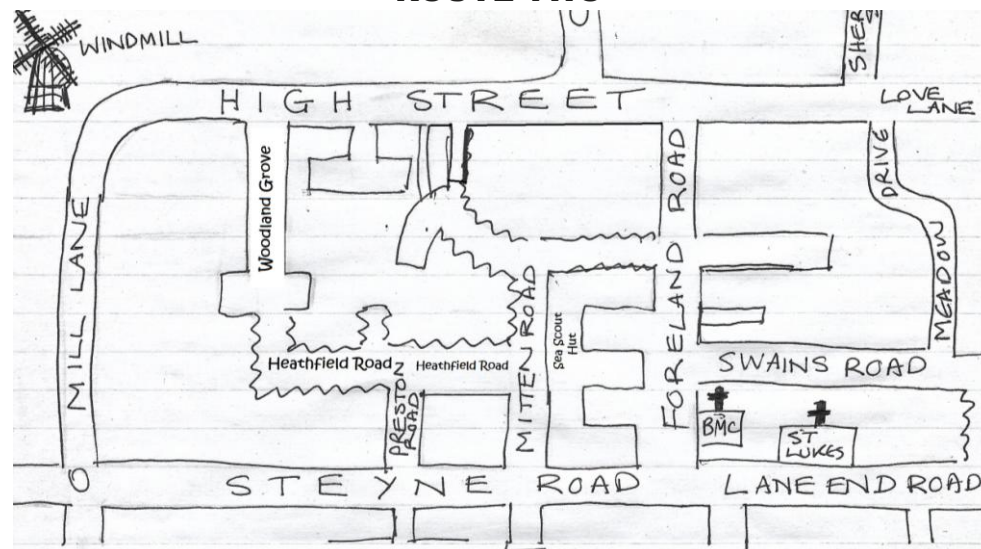 WINDMILL
HIGH STREET
SHER
LOVE LANE
Woodland Grove
ROAD
DRIVE
MILL LANE
MITTEN ROAD
Sea Scout Hut
FORELAND
MEADOW
Heathfield Road
Heathfield Road
SWAINS ROAD
PRESTON ROAD
BMC
ST LUKES
STEYNE ROAD
LANE END ROAD